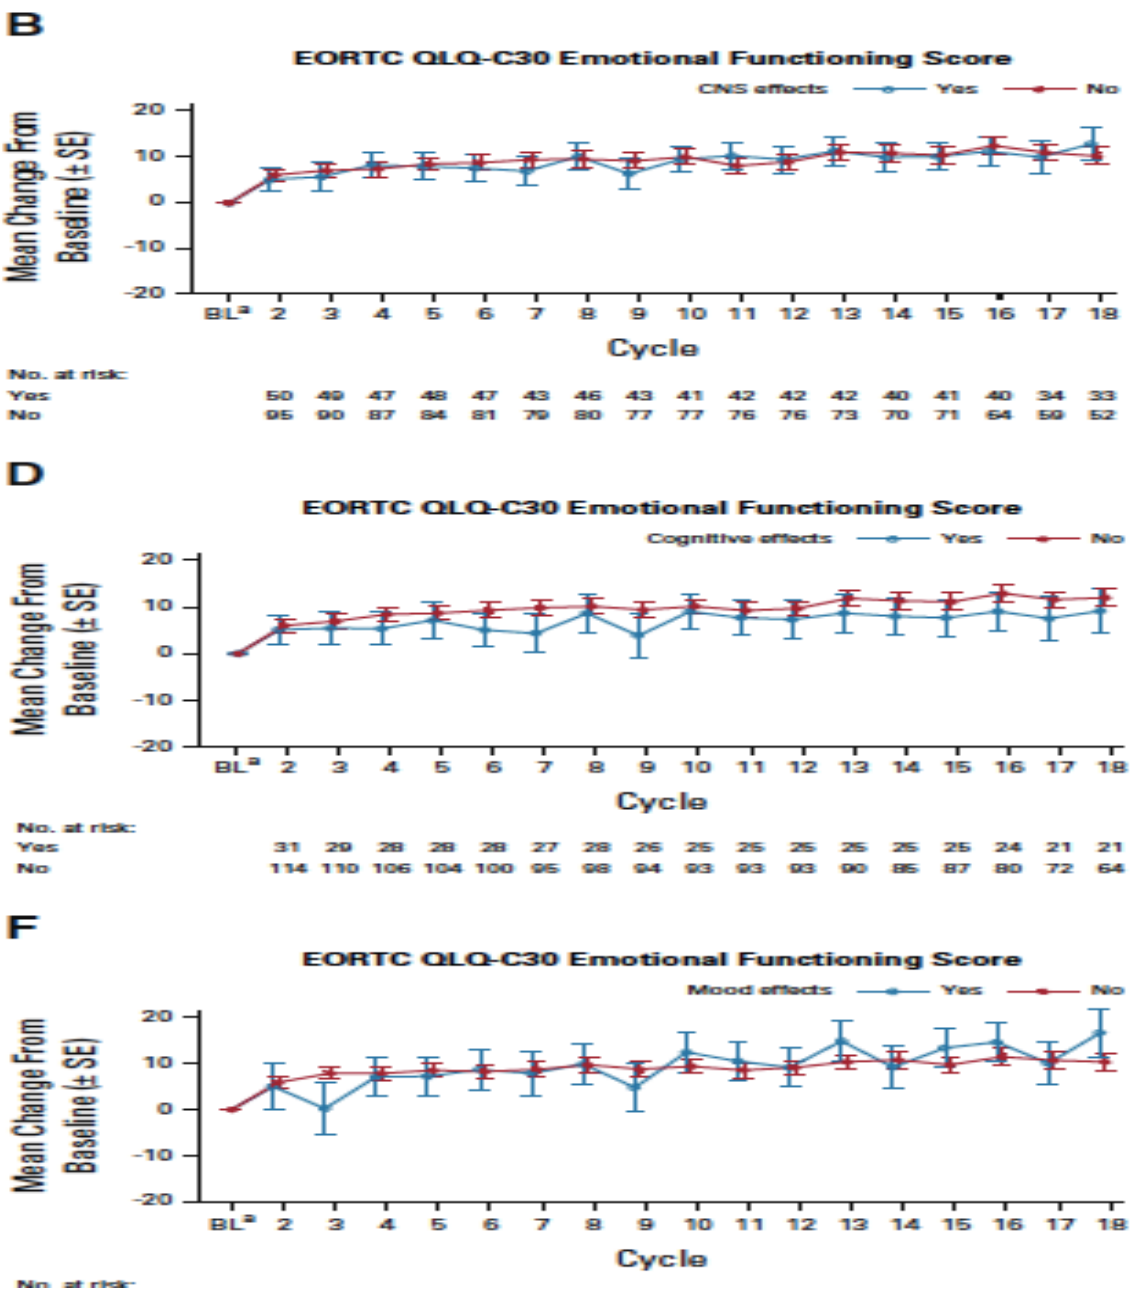 B
EORTC QLQ-C30 Emotional Functioning Score
CNS effects Yes No
Mean Change From
Baseline (± SE)
20
10
0
-10
-20
BLᵃ 2 3 4 5 6 7 8 9 10 11 12 13 14 15 16 17 18
Cycle
No. at risk:
Yes 50 49 47 48 47 43 46 43 41 42 42 42 40 41 40 34 33
No 95 90 87 84 81 79 80 77 77 76 76 73 70 71 64 59 52
D
EORTC QLQ-C30 Emotional Functioning Score
Cognitive effects Yes No
Mean Change From
Baseline (± SE)
20
10
0
-10
-20
BLᵃ 2 3 4 5 6 7 8 9 10 11 12 13 14 15 16 17 18
Cycle
No. at risk:
Yes 31 29 28 28 28 27 28 26 25 25 25 25 25 25 24 21 21
No 114 110 106 104 100 95 98 94 93 93 93 90 85 87 80 72 64
F
EORTC QLQ-C30 Emotional Functioning Score
Mood effects Yes No
Mean Change From
Baseline (± SE)
20
10
0
-10
-20
BLᵃ 2 3 4 5 6 7 8 9 10 11 12 13 14 15 16 17 18
Cycle
No. at risk: